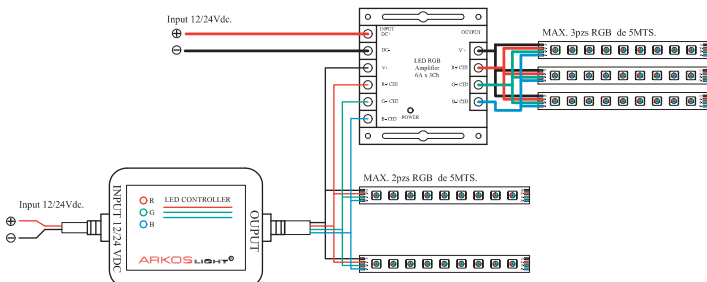 Input 12/24Vdc.
INPUT
DC+
DC-
V+
R- CH1
G- CH2
B- CH3
OUTPUT
V+
R- CH1
G- CH2
B- CH3
LED RGB
Amplifier
6A x 3Ch
POWER
MAX. 3pzs RGB de 5MTS.
MAX. 2pzs RGB de 5MTS.
Input 12/24Vdc.
INPUT 12/24 VDC
R
G
B
LED CONTROLLER
ARKOSLIGHT®
OUPUT